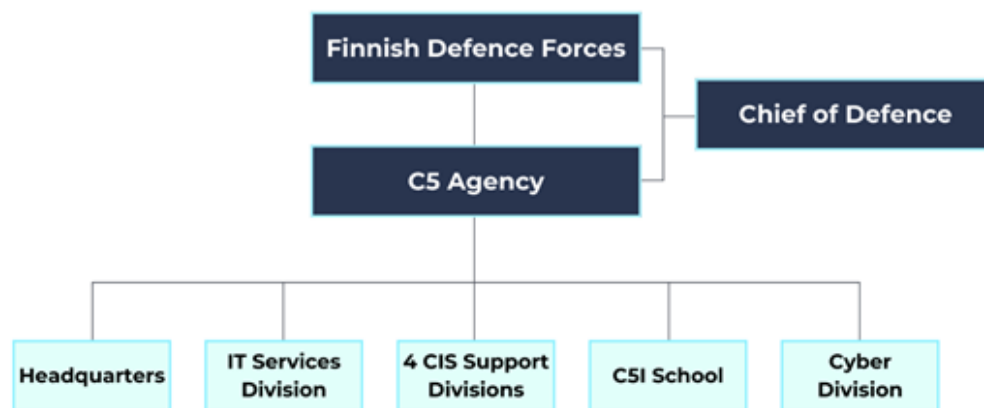 Finnish Defence Forces
Chief of Defence
C5 Agency
Headquarters
IT Services
Division
4 CIS Support
Divisions
C5I School
Cyber
Division